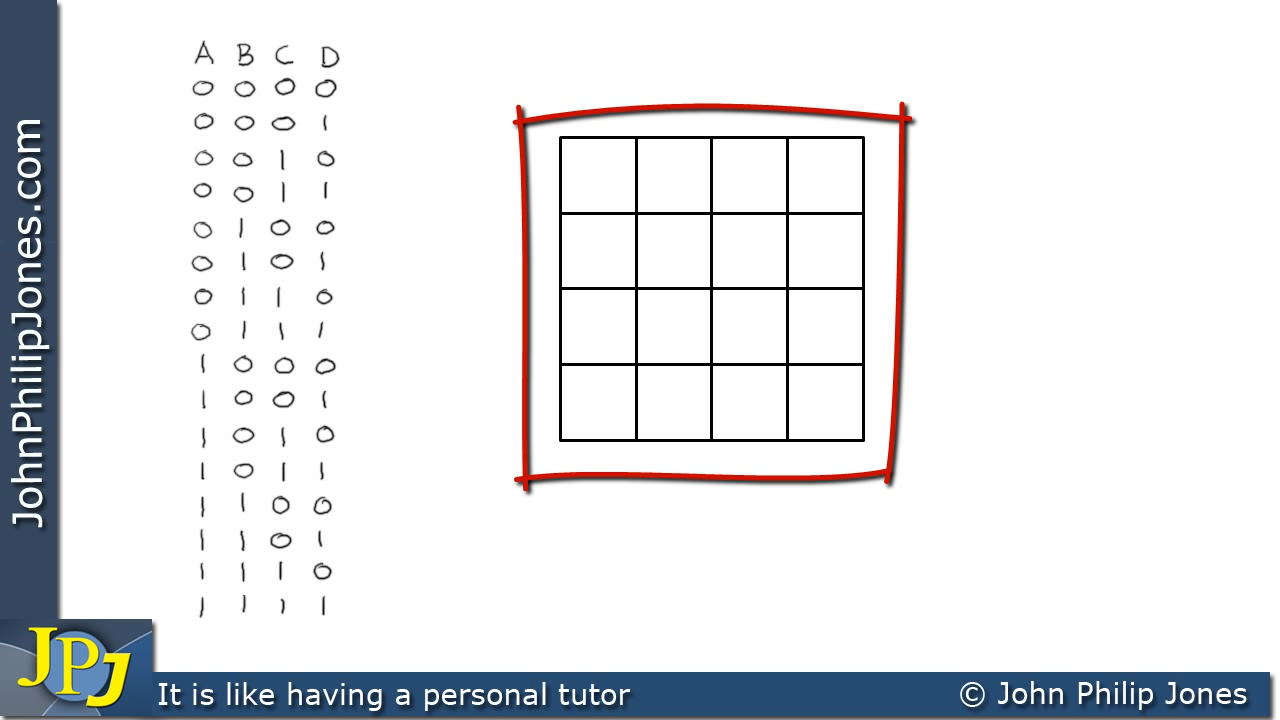 JohnPhilipJones.com
A B C D
0 0 0 0
0 0 0 1
0 0 1 0
0 0 1 1
0 1 0 0
0 1 0 1
0 1 1 0
0 1 1 1
1 0 0 0
1 0 0 1
1 0 1 0
1 0 1 1
1 1 0 0
1 1 0 1
1 1 1 0
1 1 1 1
JPJ
It is like having a personal tutor
© John Philip Jones